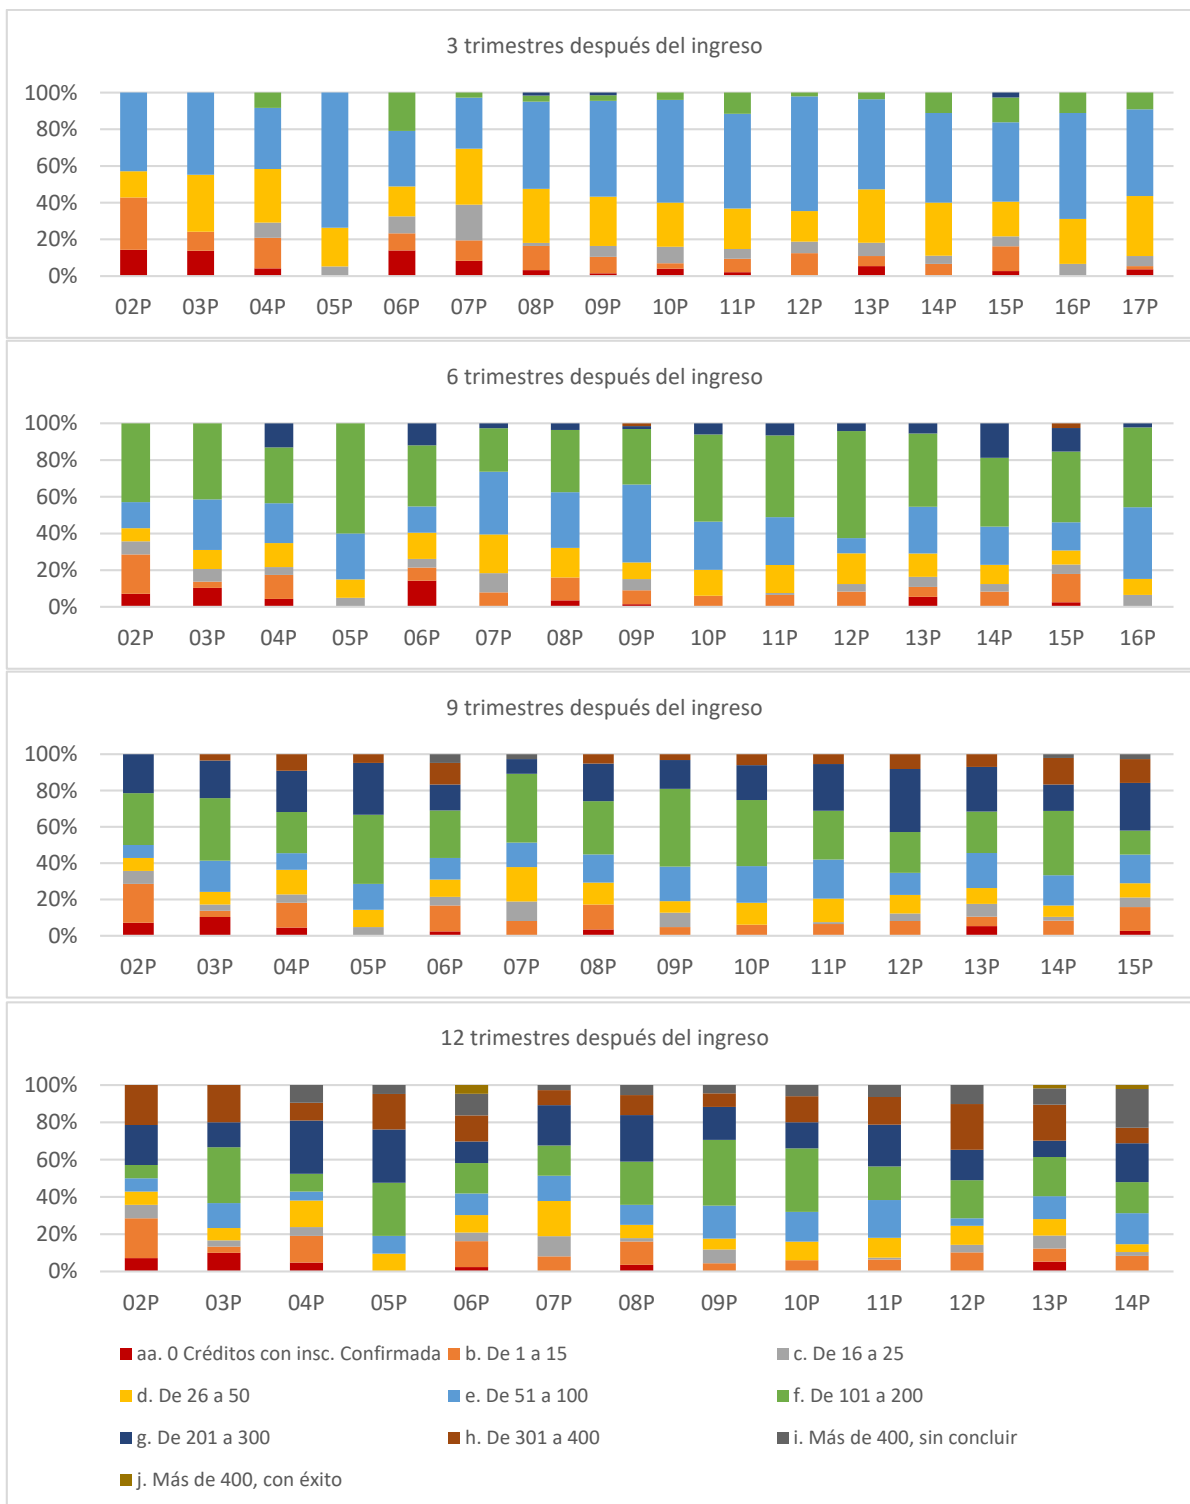 3 trimestres después del ingreso
100%
80%
60%
40%
20%
0%
02P 03P 04P 05P 06P 07P 08P 09P 10P 11P 12P 13P 14P 15P 16P 17P
6 trimestres después del ingreso
100%
80%
60%
40%
20%
0%
02P 03P 04P 05P 06P 07P 08P 09P 10P 11P 12P 13P 14P 15P 16P
9 trimestres después del ingreso
100%
80%
60%
40%
20%
0%
02P 03P 04P 05P 06P 07P 08P 09P 10P 11P 12P 13P 14P 15P
12 trimestres después del ingreso
100%
80%
60%
40%
20%
0%
02P 03P 04P 05P 06P 07P 08P 09P 10P 11P 12P 13P 14P
aa. 0 Créditos con insc. Confirmada b. De 1 a 15 c. De 16 a 25
d. De 26 a 50 e. De 51 a 100 f. De 101 a 200
g. De 201 a 300 h. De 301 a 400 i. Más de 400, sin concluir
j. Más de 400, con éxito